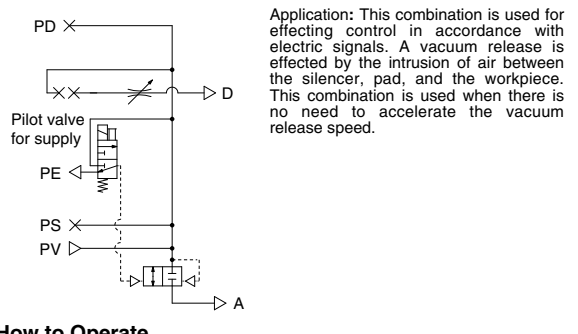 PD
D
Pilot valve
for supply
PE
PS
PV
A
Application: This combination is used for
effecting control in accordance with
electric signals. A vacuum release is
effected by the intrusion of air between
the silencer, pad, and the workpiece.
This combination is used when there is
no need to accelerate the vacuum
release speed.
How to Operate